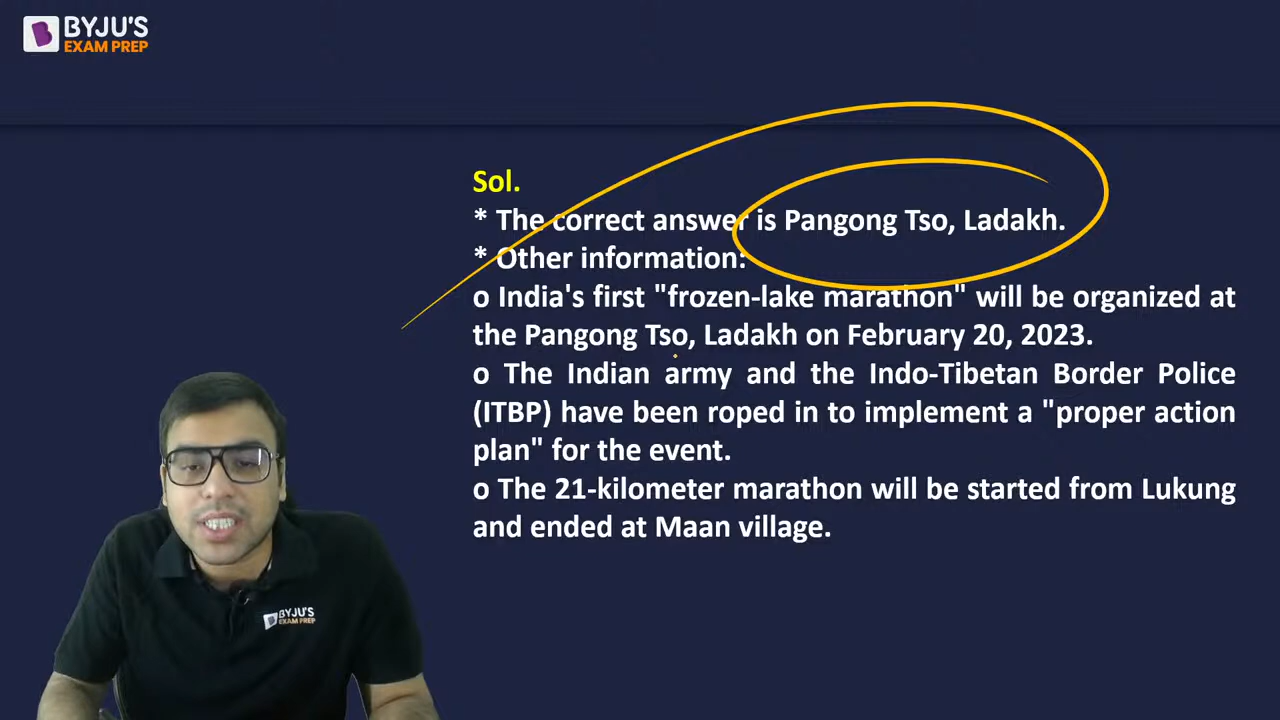 BYJU'S
EXAM PREP
Sol.
* The correct answer is Pangong Tso, Ladakh.
* Other information:
o India's first "frozen-lake marathon" will be organized at
the Pangong Tso, Ladakh on February 20, 2023.
o The Indian army and the Indo-Tibetan Border Police
(ITBP) have been roped in to implement a "proper action
plan" for the event.
o The 21-kilometer marathon will be started from Lukung
and ended at Maan village.
BYJU'S
EXAM PREP